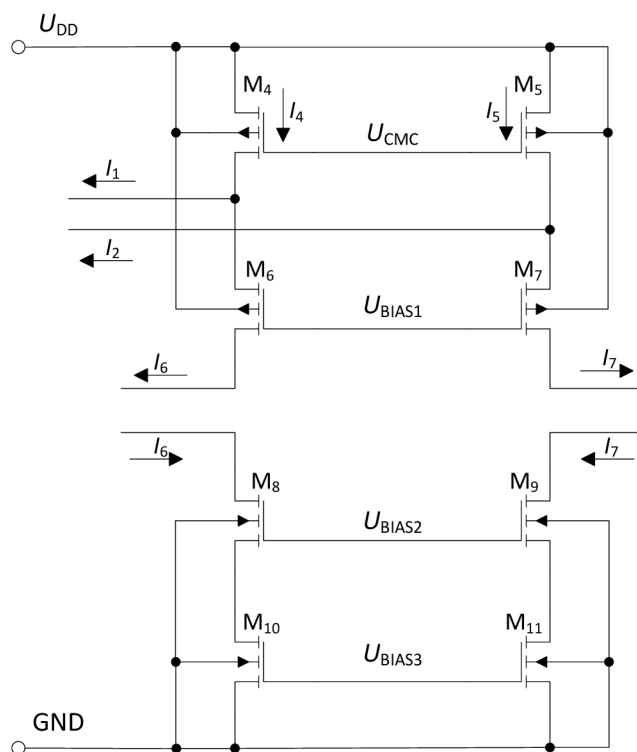 U_DD
M_4
M_5
I_4
I_5
U_CMC
I_1
I_2
M_6
M_7
U_BIAS1
I_6
I_7
I_6
I_7
M_8
M_9
U_BIAS2
M_10
M_11
U_BIAS3
GND